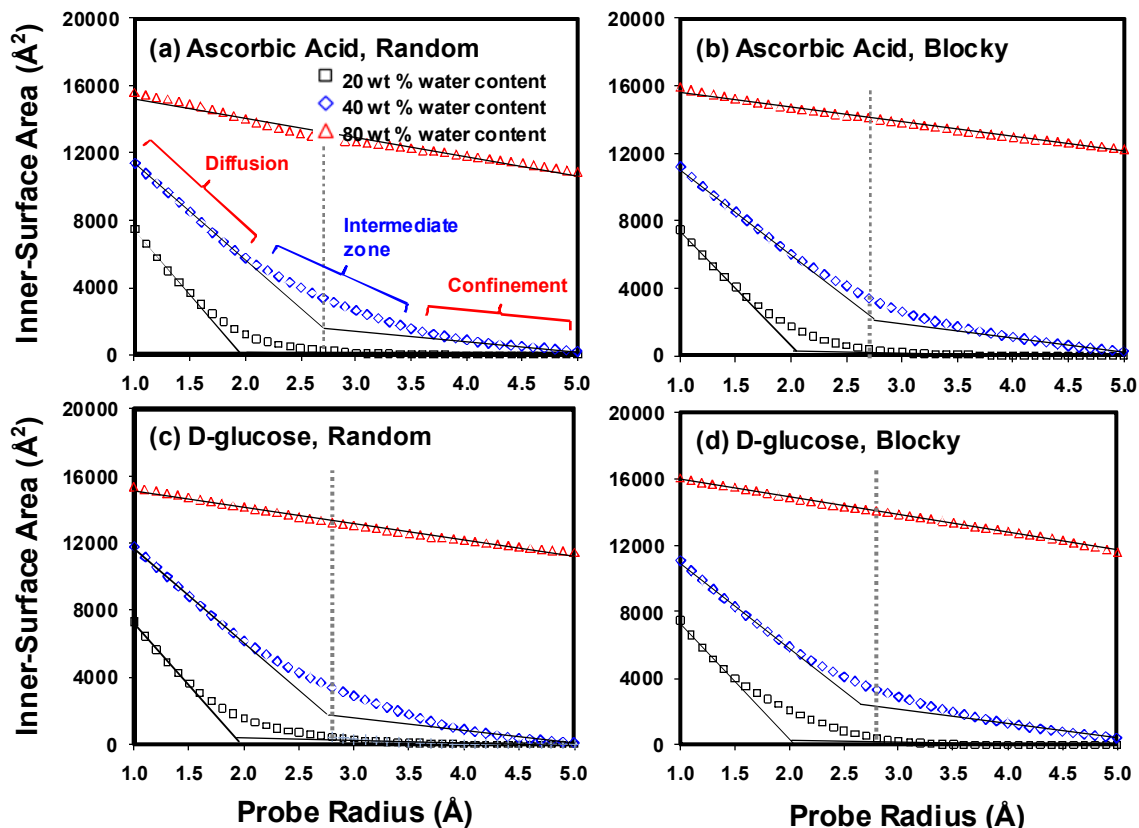 Inner-Surface Area (Å²)
20000
16000
12000
8000
4000
0
(a) Ascorbic Acid, Random
20 wt % water content
40 wt % water content
80 wt % water content
Diffusion
Intermediate
zone
Confinement
1.0 1.5 2.0 2.5 3.0 3.5 4.0 4.5 5.0
20000
16000
12000
8000
4000
0
(b) Ascorbic Acid, Blocky
1.0 1.5 2.0 2.5 3.0 3.5 4.0 4.5 5.0
Inner-Surface Area (Å²)
20000
16000
12000
8000
4000
0
(c) D-glucose, Random
1.0 1.5 2.0 2.5 3.0 3.5 4.0 4.5 5.0
Probe Radius (Å)
20000
16000
12000
8000
4000
0
(d) D-glucose, Blocky
1.0 1.5 2.0 2.5 3.0 3.5 4.0 4.5 5.0
Probe Radius (Å)